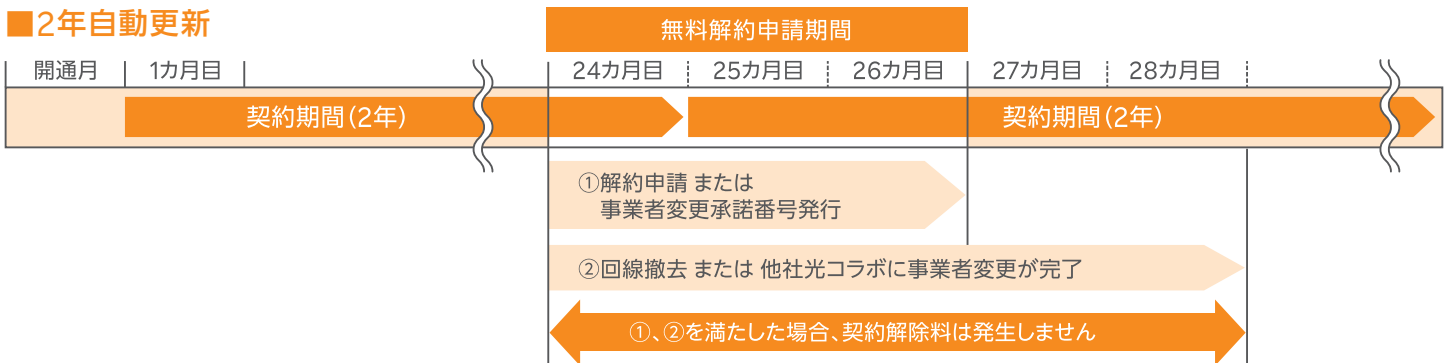 ■2年自動更新
無料解約申請期間
開通月 1カ月目 24カ月目 25カ月目 26カ月目 27カ月目 28カ月目
契約期間(2年) 契約期間(2年)
①解約申請 または
事業者変更承諾番号発行
②回線撤去 または 他社光コラボに事業者変更が完了
①、②を満たした場合、契約解除料は発生しません